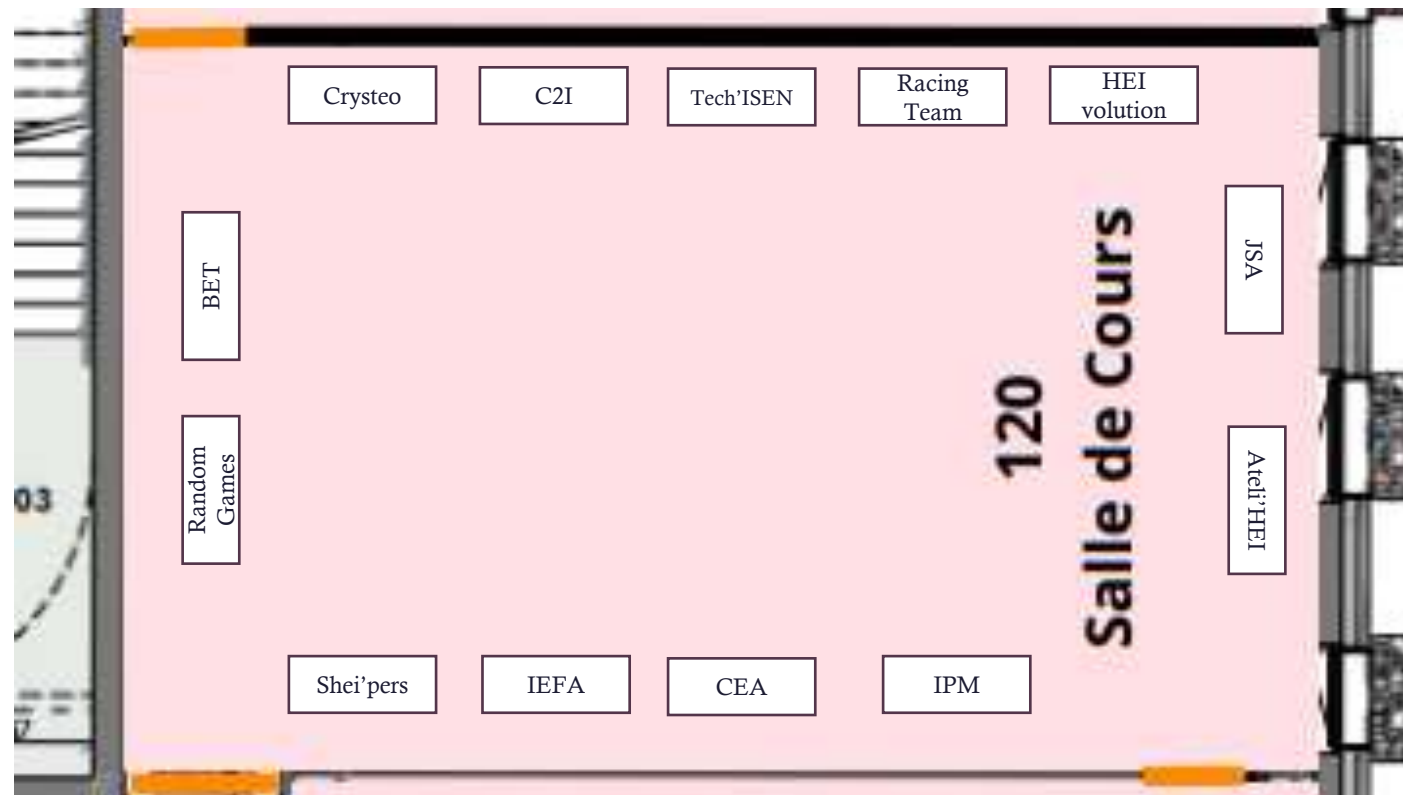 Crysteo
C2I
Tech'ISEN
Racing
Team
HEI
volution
BET
JSA
120
Salle de Cours
Random
Games
Ateli'HEI
03
Shei'pers
IEFA
CEA
IPM